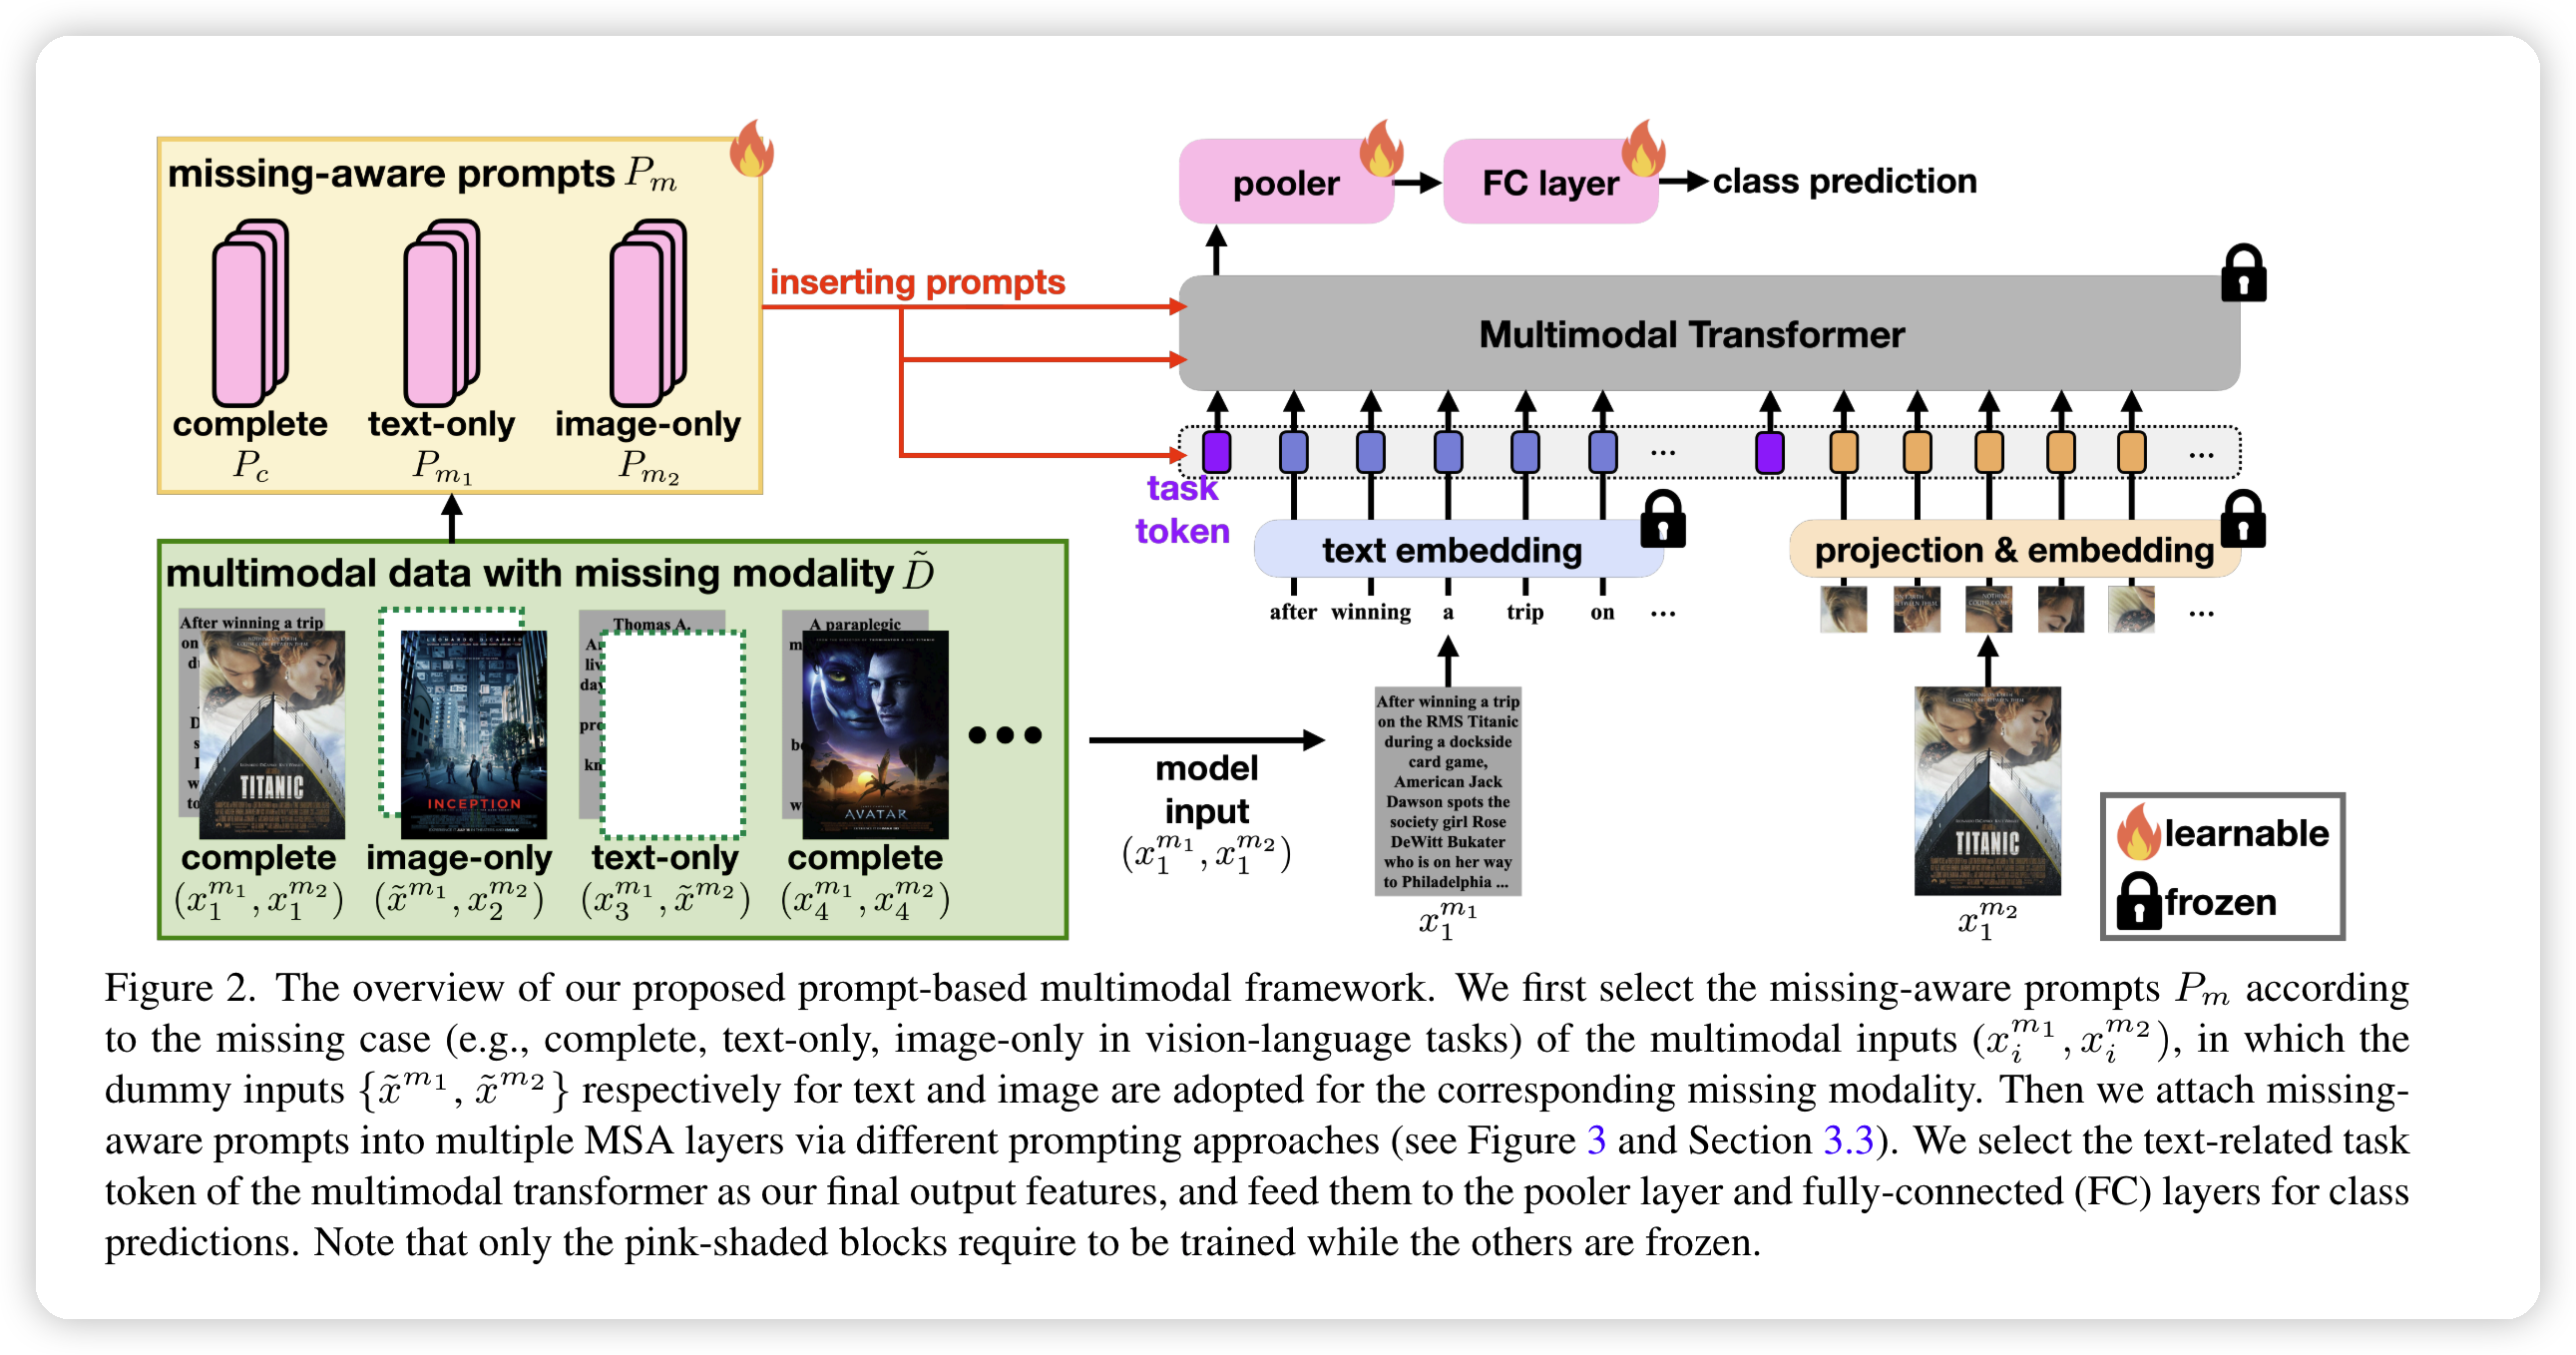 missing-aware prompts Pₘ
complete
text-only
image-only
P_c
P_{m_1}
P_{m_2}
inserting prompts
pooler
FC layer
class prediction
Multimodal Transformer
...
...
task
token
text embedding
projection & embedding
after winning a trip on ...
...
multimodal data with missing modality D̃
After winning a trip
on
d
D
s
I
w
to
TITANIC
LEONARDO DiCAPRIO
INCEPTION
Thomas A.
liv
day
pro
kn
A paraplegic
m
be
w
AVATAR
complete
image-only
text-only
complete
(x_1^{m_1}, x_1^{m_2})
(x̃^{m_1}, x_2^{m_2})
(x_3^{m_1}, x̃^{m_2})
(x_4^{m_1}, x_4^{m_2})
model
input
(x_1^{m_1}, x_1^{m_2})
After winning a trip
on the RMS Titanic
during a dockside
card game,
American Jack
Dawson spots the
society girl Rose
DeWitt Bukater
who is on her way
to Philadelphia ...
x_1^{m_1}
TITANIC
x_1^{m_2}
learnable
frozen
Figure 2. The overview of our proposed prompt-based multimodal framework. We first select the missing-aware prompts Pₘ according
to the missing case (e.g., complete, text-only, image-only in vision-language tasks) of the multimodal inputs (x_i^{m_1}, x_i^{m_2}), in which the
dummy inputs {x̃^{m_1}, x̃^{m_2}} respectively for text and image are adopted for the corresponding missing modality. Then we attach missing-
aware prompts into multiple MSA layers via different prompting approaches (see Figure 3 and Section 3.3). We select the text-related task
token of the multimodal transformer as our final output features, and feed them to the pooler layer and fully-connected (FC) layers for class
predictions. Note that only the pink-shaded blocks require to be trained while the others are frozen.